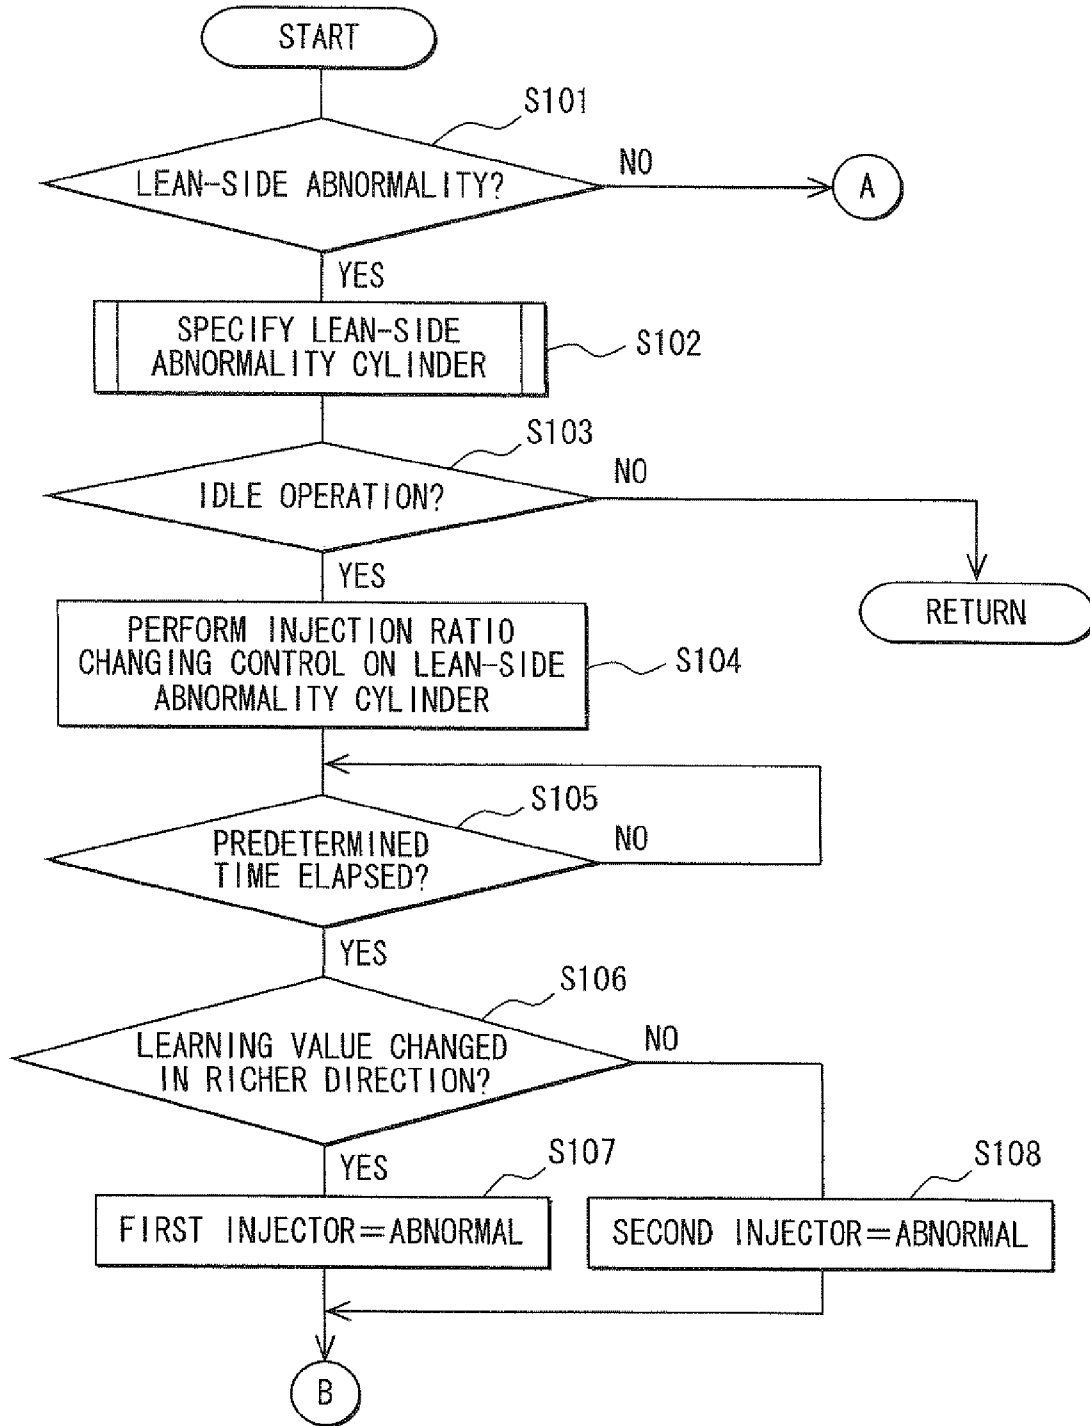 START
S101
LEAN-SIDE ABNORMALITY?
NO
A
YES
SPECIFY LEAN-SIDE
ABNORMALITY CYLINDER
S102
S103
IDLE OPERATION?
NO
YES
RETURN
PERFORM INJECTION RATIO
CHANGING CONTROL ON LEAN-SIDE
ABNORMALITY CYLINDER
S104
S105
PREDETERMINED
TIME ELAPSED?
NO
YES
S106
LEARNING VALUE CHANGED
IN RICHER DIRECTION?
NO
YES
S107
S108
FIRST INJECTOR=ABNORMAL
SECOND INJECTOR=ABNORMAL
B